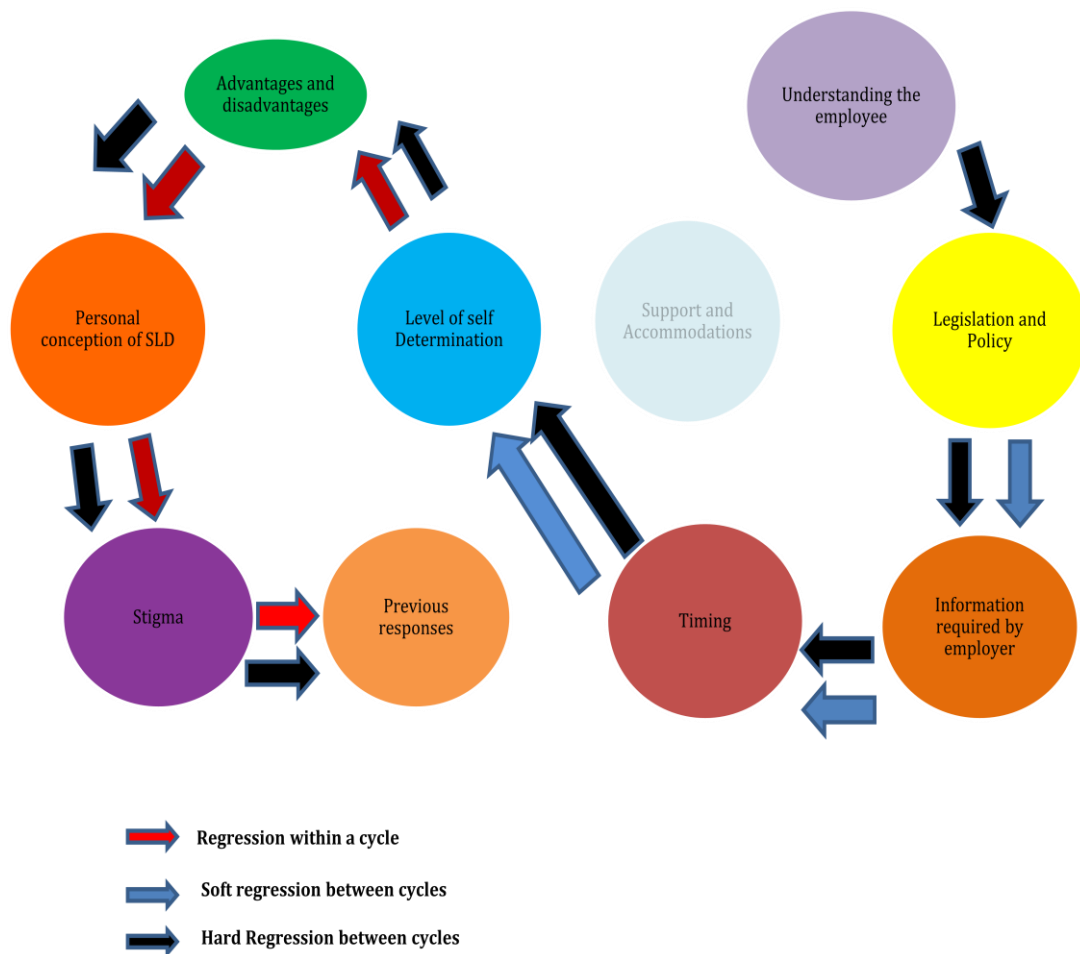 Advantages and
disadvantages
Understanding the
employee
Personal
conception of SLD
Level of self
Determination
Support and
Accommodations
Legislation and
Policy
Stigma
Previous
responses
Timing
Information
required by
employer
Regression within a cycle
Soft regression between cycles
Hard Regression between cycles